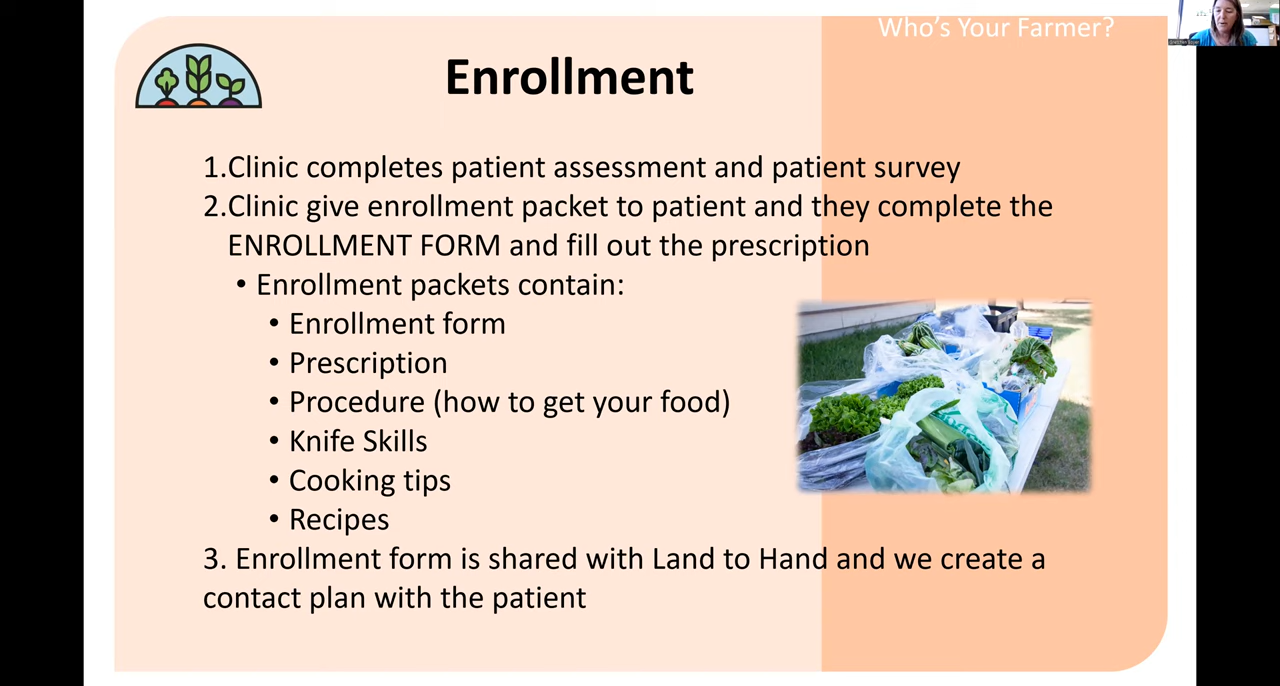 Who's Your Farmer?
Enrollment
1.Clinic completes patient assessment and patient survey
2.Clinic give enrollment packet to patient and they complete the
ENROLLMENT FORM and fill out the prescription
• Enrollment packets contain:
• Enrollment form
• Prescription
• Procedure (how to get your food)
• Knife Skills
• Cooking tips
• Recipes
3. Enrollment form is shared with Land to Hand and we create a
contact plan with the patient